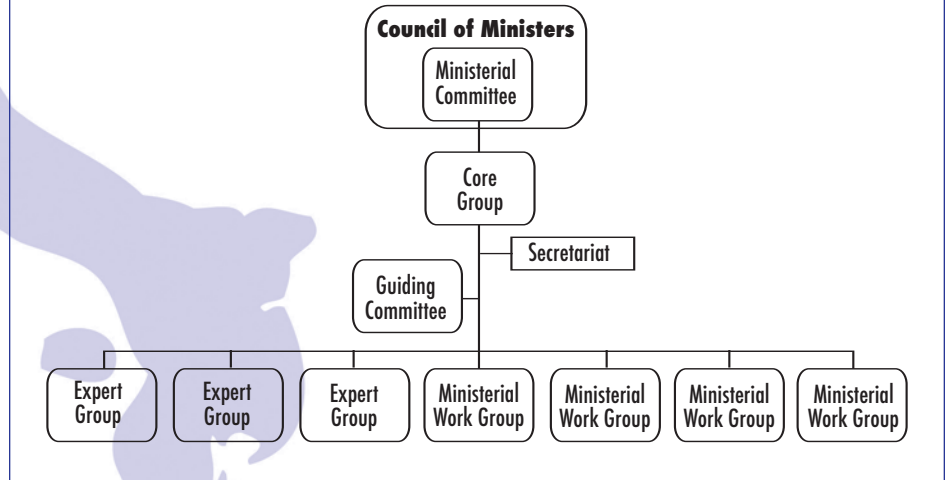 Council of Ministers
Ministerial
Committee
Core
Group
Secretariat
Guiding
Committee
Expert
Group
Expert
Group
Expert
Group
Ministerial
Work Group
Ministerial
Work Group
Ministerial
Work Group
Ministerial
Work Group